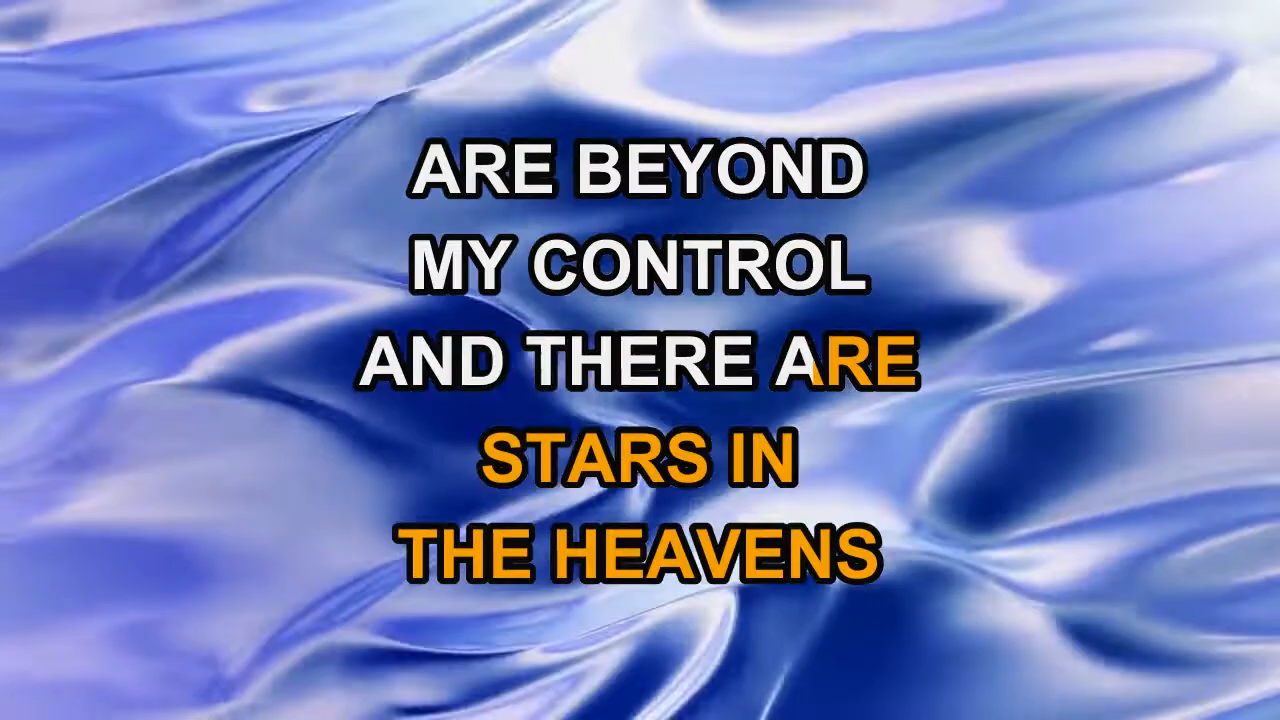 ARE BEYOND
MY CONTROL
AND THERE ARE
STARS IN
THE HEAVENS